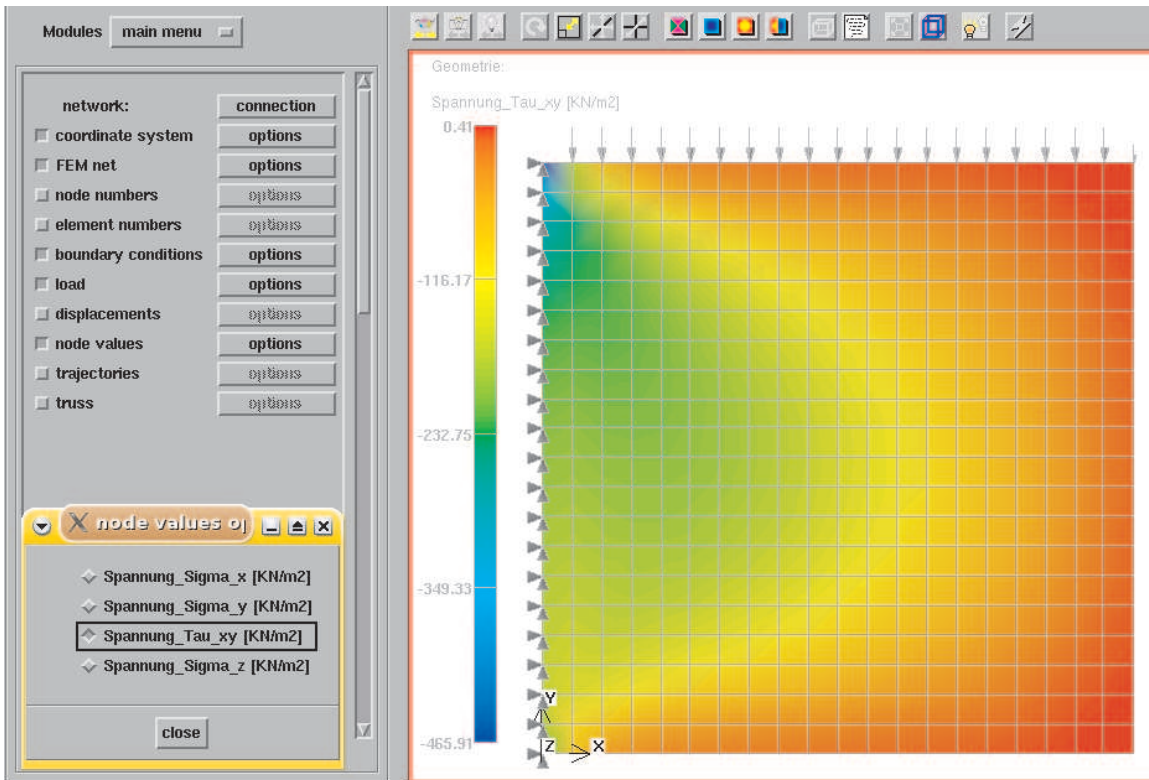 Modules main menu
network: connection
coordinate system options
FEM net options
node numbers options
element numbers options
boundary conditions options
load options
displacements options
node values options
trajectories options
truss options
node values op
Spannung_Sigma_x [KN/m2]
Spannung_Sigma_y [KN/m2]
Spannung_Tau_xy [KN/m2]
Spannung_Sigma_z [KN/m2]
close
Geometrie:
Spannung_Tau_xy [KN/m2]
0.41
-116.17
-232.75
-349.33
-465.91
Y
Z X